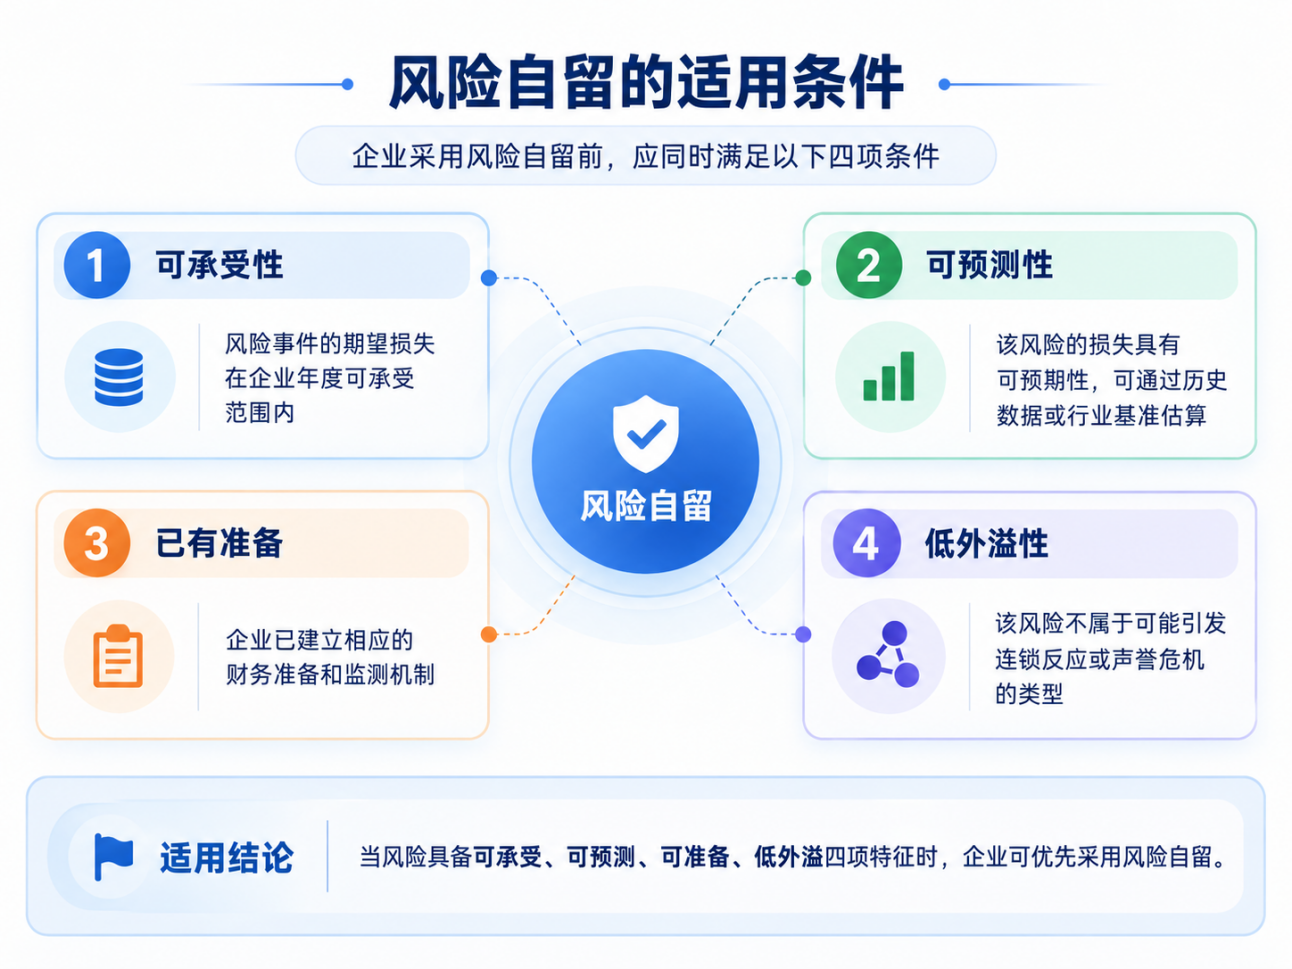 风险自留的适用条件
企业采用风险自留前，应同时满足以下四项条件
1 可承受性
风险事件的期望损失
在企业年度可承受
范围内
2 可预测性
该风险的损失具有
可预期性，可通过历史
数据或行业基准估算
风险自留
3 已有准备
企业已建立相应的
财务准备和监测机制
4 低外溢性
该风险不属于可能引发
连锁反应或声誉危机
的类型
适用结论
当风险具备可承受、可预测、可准备、低外溢四项特征时，企业可优先采用风险自留。